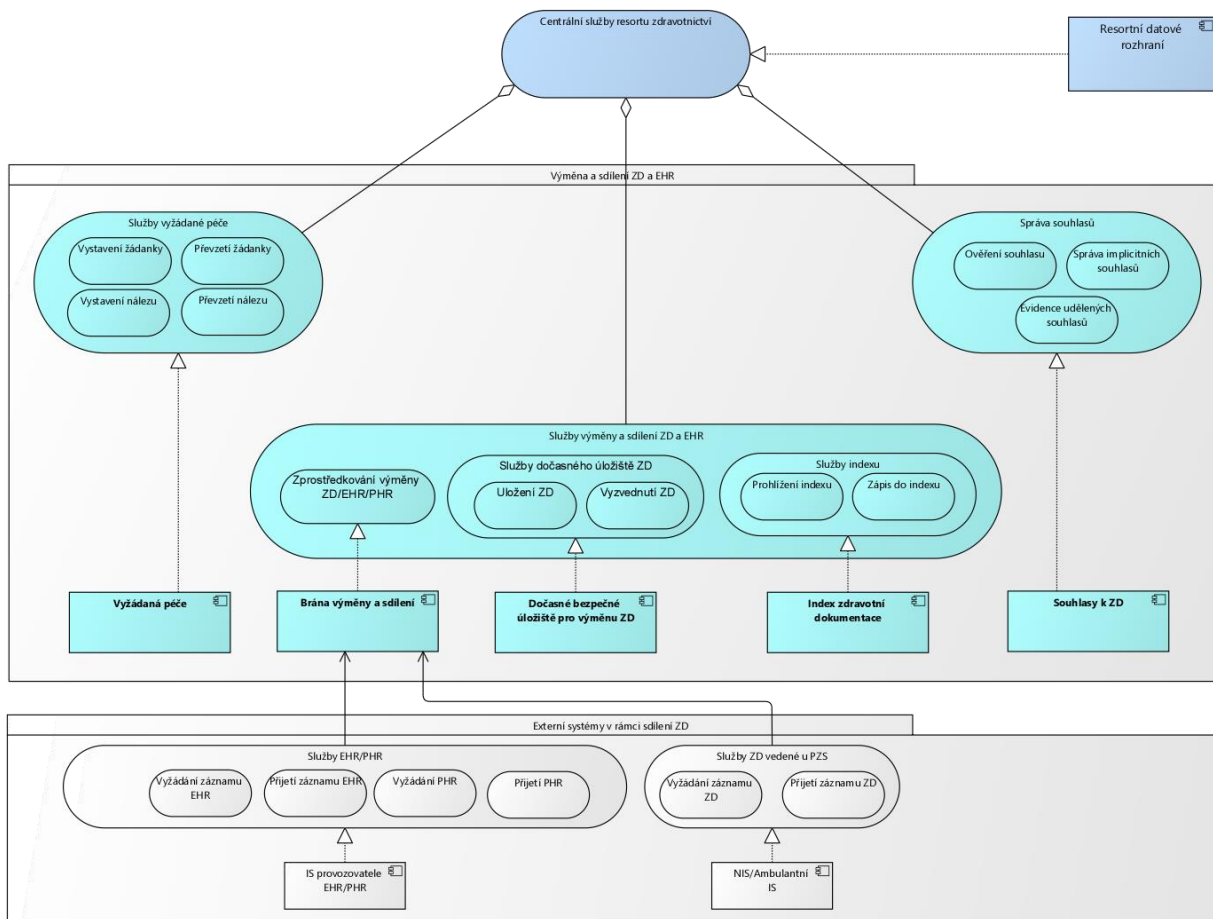 Centrální služby resortu zdravotnictví
Resortní datové
rozhraní
Výměna a sdílení ZD a EHR
Služby vyžádané péče
Vystavení žádanky
Převzetí žádanky
Vystavení nálezu
Převzetí nálezu
Správa souhlasů
Ověření souhlasu
Správa implicitních
souhlasů
Evidence udělených
souhlasů
Služby výměny a sdílení ZD a EHR
Zprostředkování výměny
ZD/EHR/PHR
Služby dočasného úložiště ZD
Uložení ZD
Vyzvednutí ZD
Služby indexu
Prohlížení indexu
Zápis do indexu
Vyžádaná péče
Brána výměny a sdílení
Dočasné bezpečné
úložiště pro výměnu ZD
Index zdravotní
dokumentace
Souhlasy k ZD
Externí systémy v rámci sdílení ZD
Služby EHR/PHR
Vyžádání záznamu
EHR
Přijetí záznamu EHR
Vyžádání PHR
Přijetí PHR
Služby ZD vedené u PZS
Vyžádání záznamu
ZD
Přijetí záznamu ZD
IS provozovatele
EHR/PHR
NIS/Ambulantní
IS